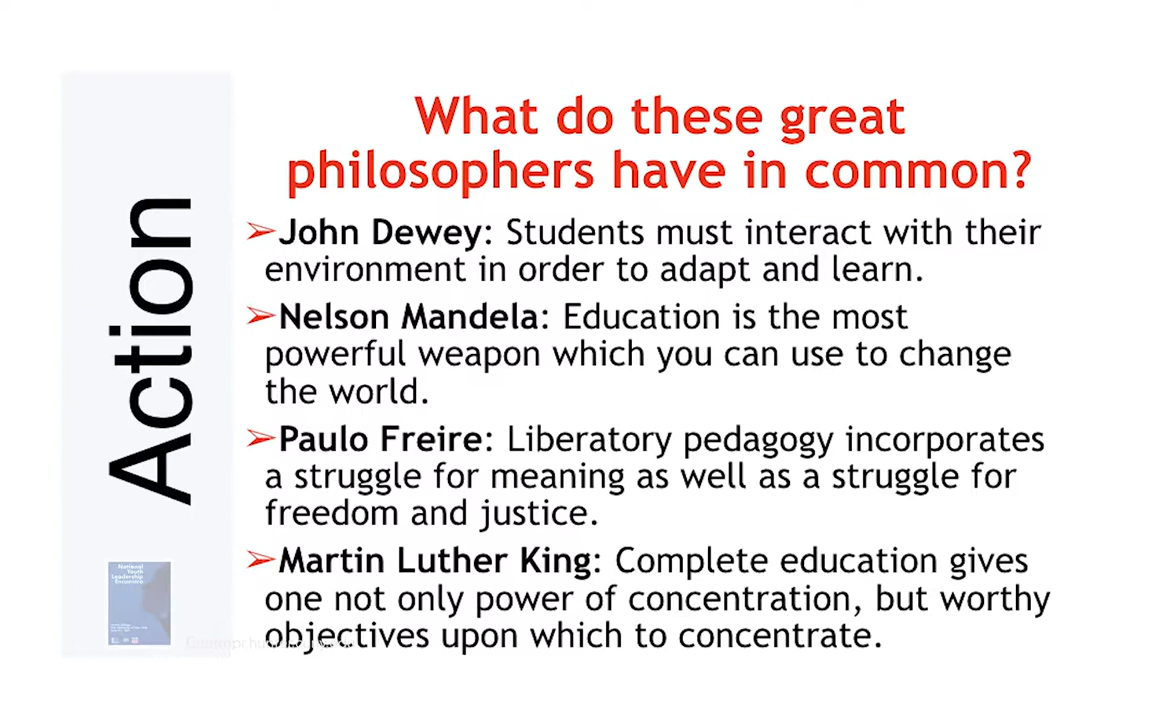 What do these great
philosophers have in common?
Action
➢John Dewey: Students must interact with their
environment in order to adapt and learn.
➢Nelson Mandela: Education is the most
powerful weapon which you can use to change
the world.
➢Paulo Freire: Liberatory pedagogy incorporates
a struggle for meaning as well as a struggle for
freedom and justice.
➢Martin Luther King: Complete education gives
one not only power of concentration, but worthy
objectives upon which to concentrate.
National
Youth
Leadership